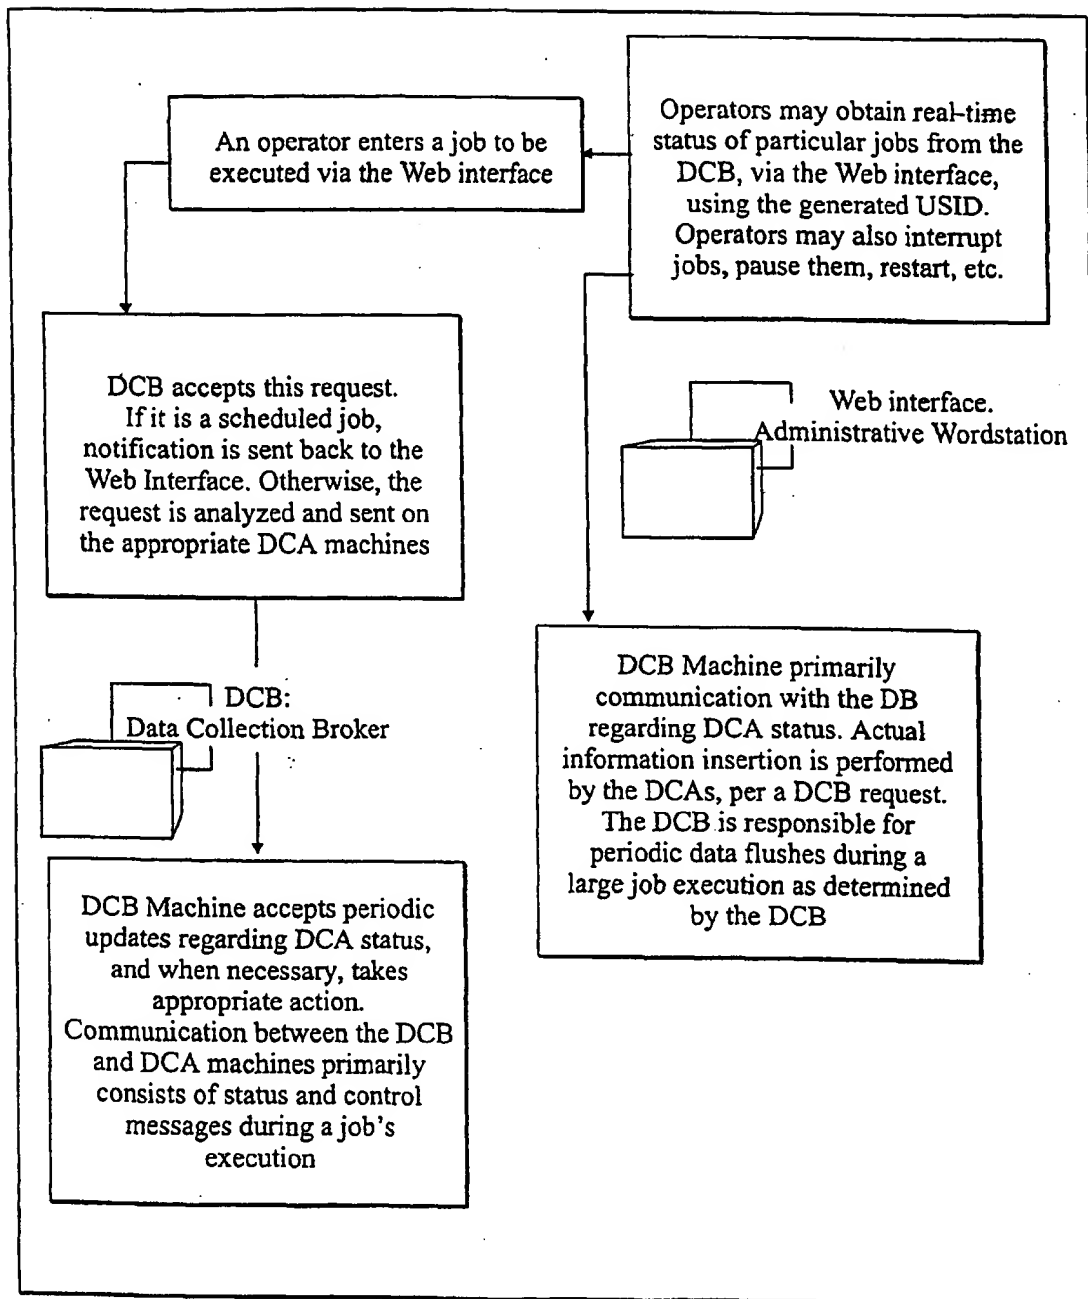 An operator enters a job to be
executed via the Web interface
Operators may obtain real-time
status of particular jobs from the
DCB, via the Web interface,
using the generated USID.
Operators may also interrupt
jobs, pause them, restart, etc.
DCB accepts this request.
If it is a scheduled job,
notification is sent back to the
Web Interface. Otherwise, the
request is analyzed and sent on
the appropriate DCA machines
Web interface.
Administrative Wordstation
DCB:
Data Collection Broker
DCB Machine primarily
communication with the DB
regarding DCA status. Actual
information insertion is performed
by the DCAs, per a DCB request.
The DCB is responsible for
periodic data flushes during a
large job execution as determined
by the DCB
DCB Machine accepts periodic
updates regarding DCA status,
and when necessary, takes
appropriate action.
Communication between the DCB
and DCA machines primarily
consists of status and control
messages during a job's
execution